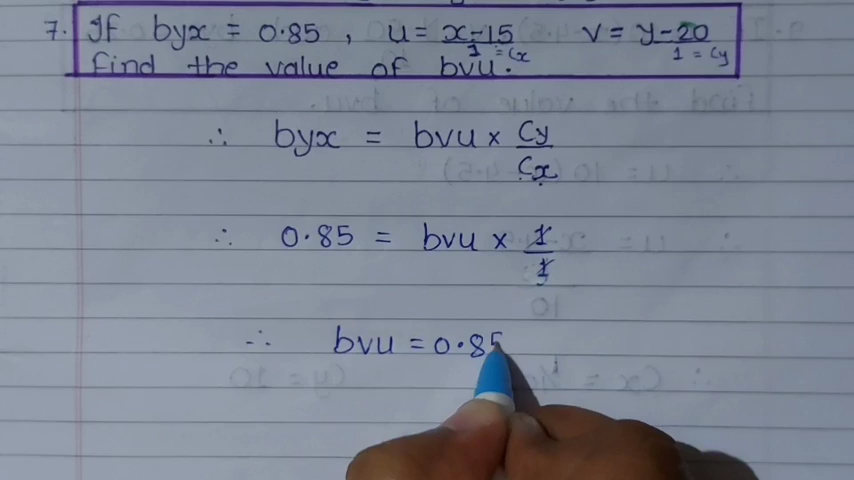 7. If byx = 0.85 , u = x-15 / 1 = Cx v = y-20 / 1 = Cy
find the value of bvu.
∴ byx = bvu × Cy / Cx
∴ 0.85 = bvu × 1 / 1
∴ bvu = 0.85